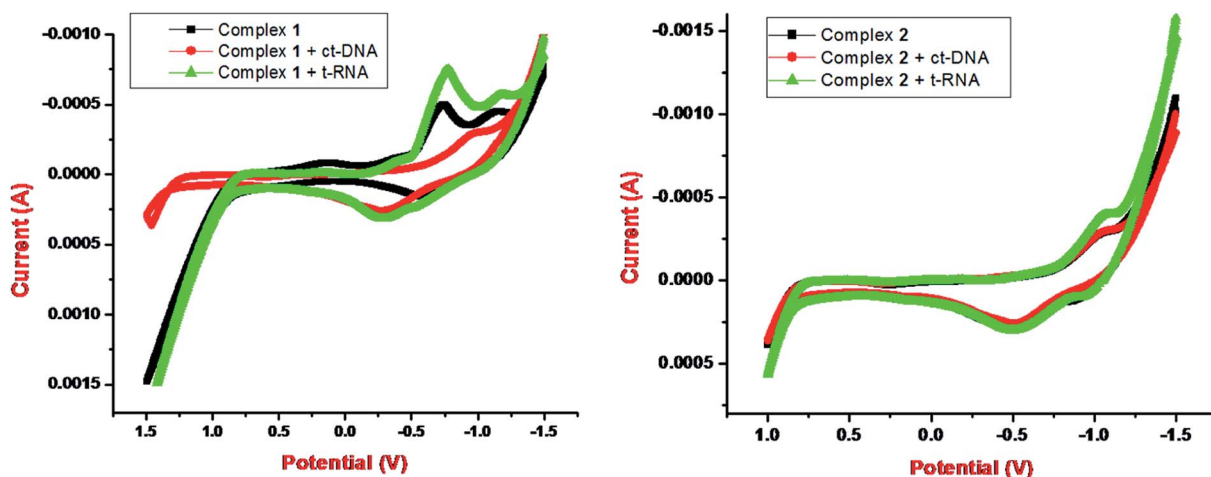 Complex 1
Complex 1 + ct-DNA
Complex 1 + t-RNA
-0.0010
-0.0005
0.0000
0.0005
0.0010
0.0015
Current (A)
1.5 1.0 0.5 0.0 -0.5 -1.0 -1.5
Potential (V)
Complex 2
Complex 2 + ct-DNA
Complex 2 + t-RNA
-0.0015
-0.0010
-0.0005
0.0000
0.0005
Current (A)
1.0 0.5 0.0 -0.5 -1.0 -1.5
Potential (V)